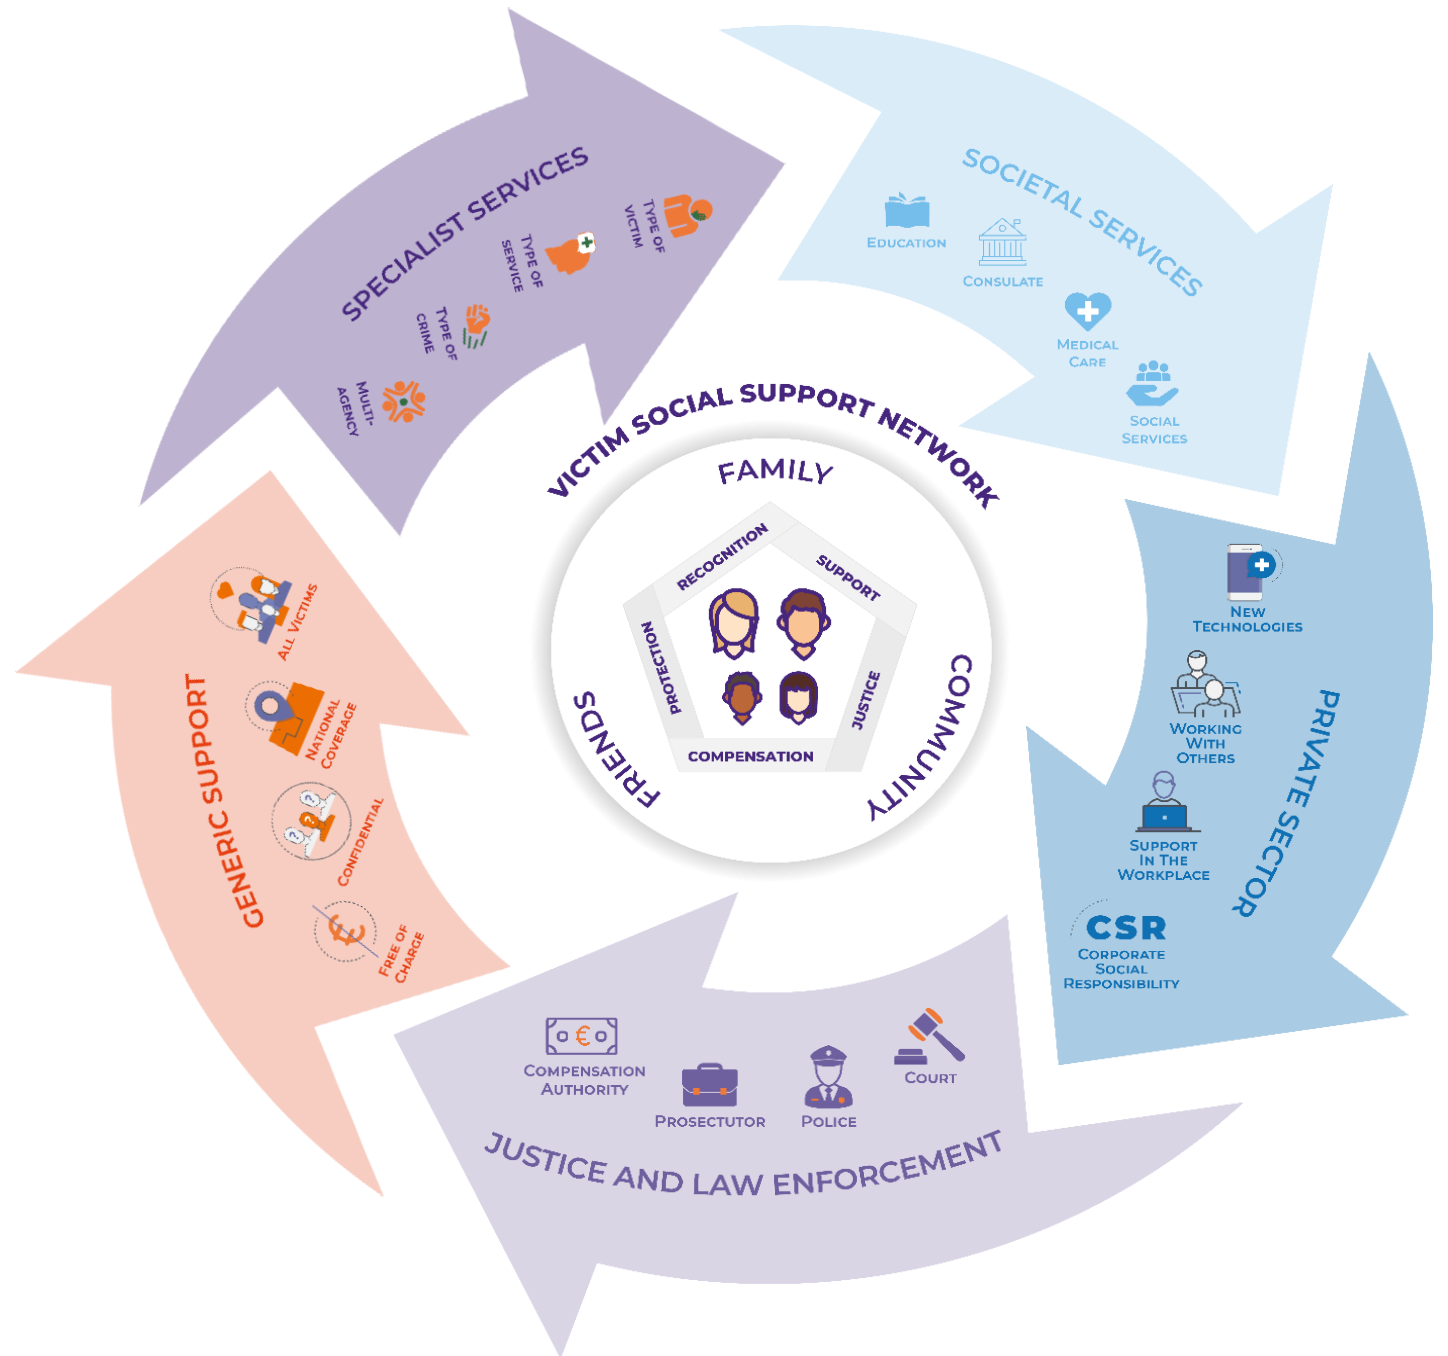 SPECIALIST SERVICES
TYPE OF
VICTIM
TYPE OF
SERVICE
TYPE OF
CRIME
MULTI-
AGENCY
SOCIETAL SERVICES
EDUCATION
CONSULATE
MEDICAL
CARE
SOCIAL
SERVICES
PRIVATE SECTOR
NEW
TECHNOLOGIES
WORKING
WITH
OTHERS
SUPPORT
IN THE
WORKPLACE
CSR
CORPORATE
SOCIAL
RESPONSIBILITY
JUSTICE AND LAW ENFORCEMENT
COMPENSATION
AUTHORITY
€
PROSECTUTOR
POLICE
COURT
GENERIC SUPPORT
ALL VICTIMS
NATIONAL
COVERAGE
CONFIDENTIAL
? ? ? ?
FREE OF
CHARGE
€
VICTIM SOCIAL SUPPORT NETWORK
FAMILY
COMMUNITY
FRIENDS
RECOGNITION
SUPPORT
JUSTICE
COMPENSATION
PROTECTION